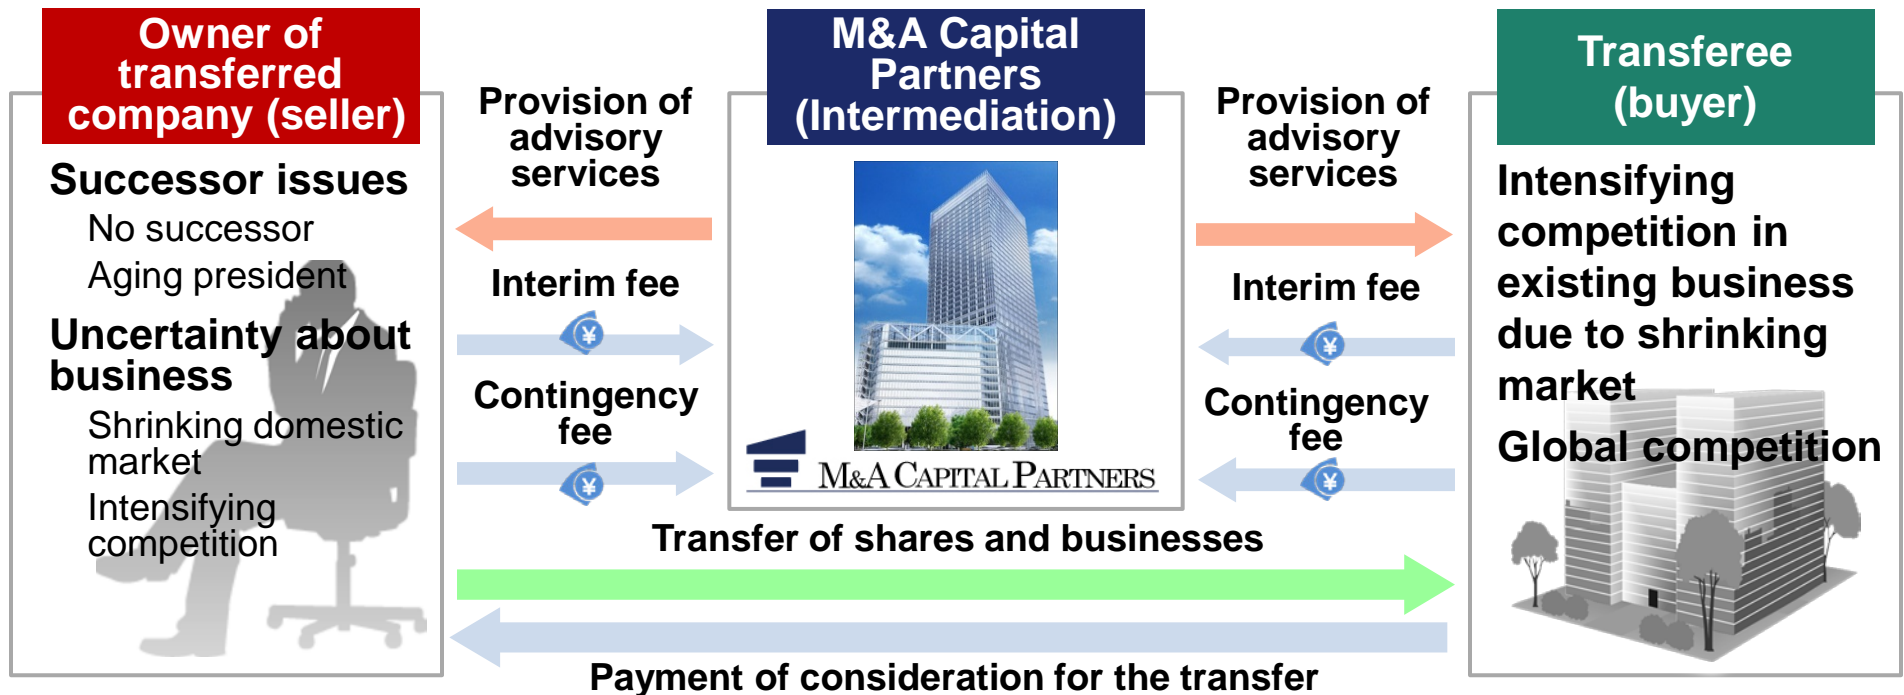 Owner of
transferred
company (seller)
Successor issues
No successor
Aging president
Uncertainty about
business
Shrinking domestic
market
Intensifying
competition
Provision of
advisory
services
Interim fee
¥
Contingency
fee
¥
M&A Capital
Partners
(Intermediation)
M&A CAPITAL PARTNERS
Provision of
advisory
services
Interim fee
¥
Contingency
fee
¥
Transferee
(buyer)
Intensifying
competition in
existing business
due to shrinking
market
Global competition
Transfer of shares and businesses
Payment of consideration for the transfer